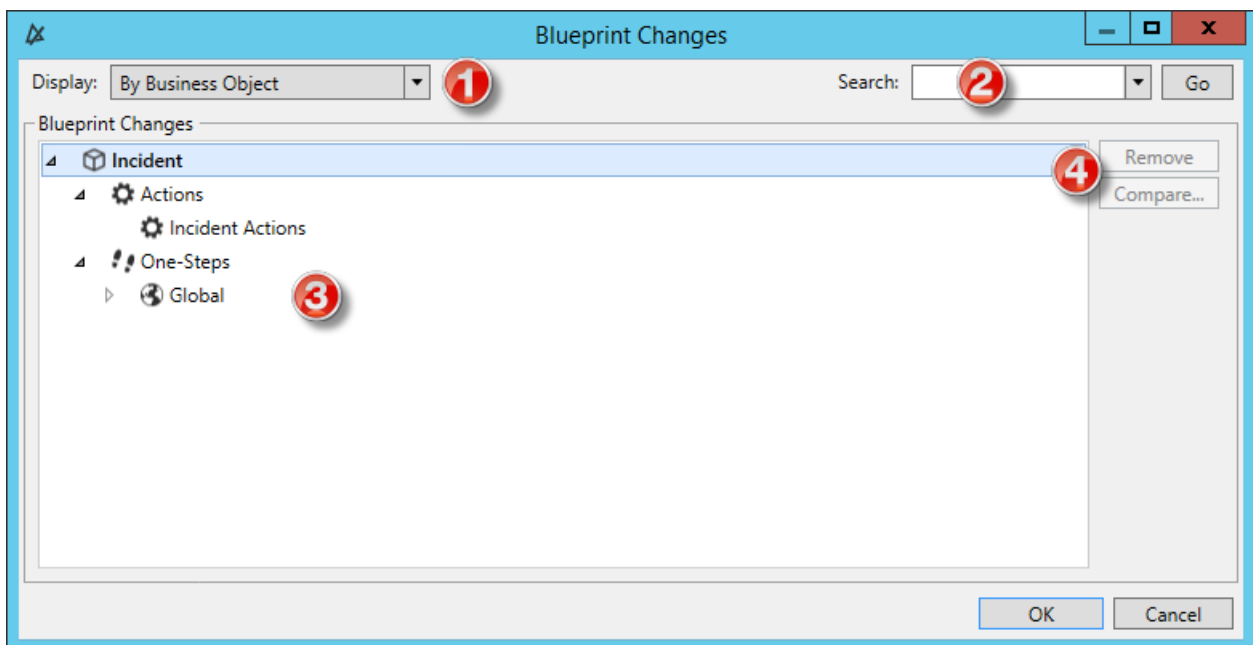 Blueprint Changes
Display: By Business Object 1 Search: 2 Go
Blueprint Changes
Incident 4 Remove
Actions Compare...
Incident Actions
One-Steps
Global 3
OK Cancel